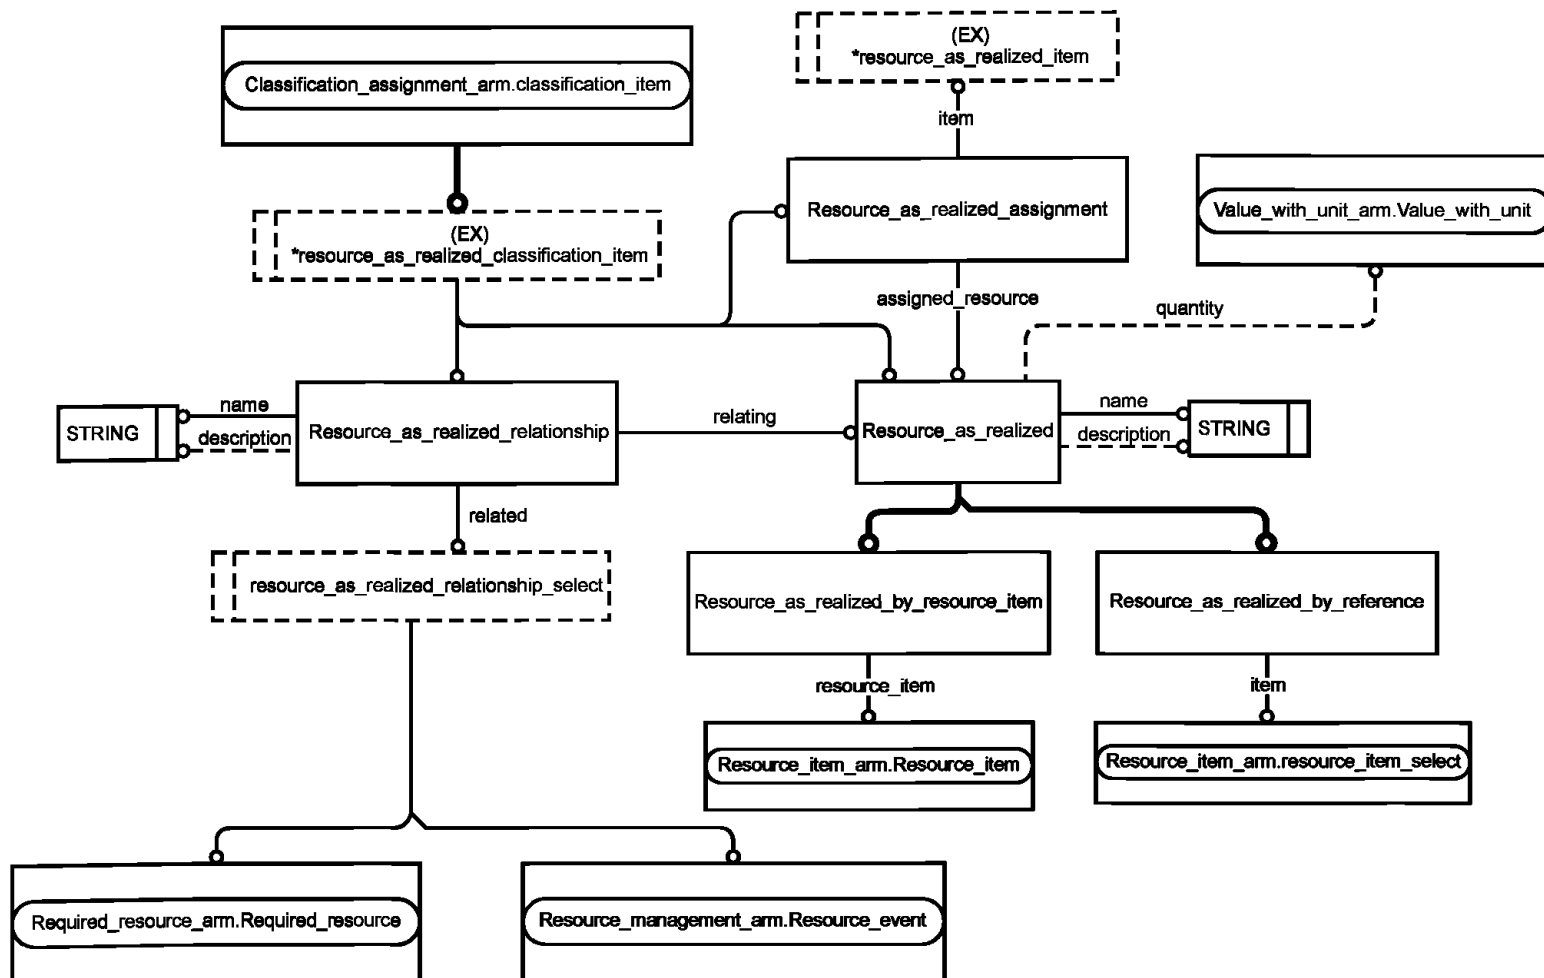 (EX)
*resource_as_realized_item
Classification_assignment_arm.classification_item
item
Resource_as_realized_assignment
Value_with_unit_arm.Value_with_unit
(EX)
*resource_as_realized_classification_item
assigned_resource
quantity
name
STRING
description
Resource_as_realized_relationship
relating
Resource_as_realized
name
description
STRING
related
resource_as_realized_relationship_select
Resource_as_realized_by_resource_item
Resource_as_realized_by_reference
resource_item
item
Resource_item_arm.Resource_item
Resource_item_arm.resource_item_select
Required_resource_arm.Required_resource
Resource_management_arm.Resource_event